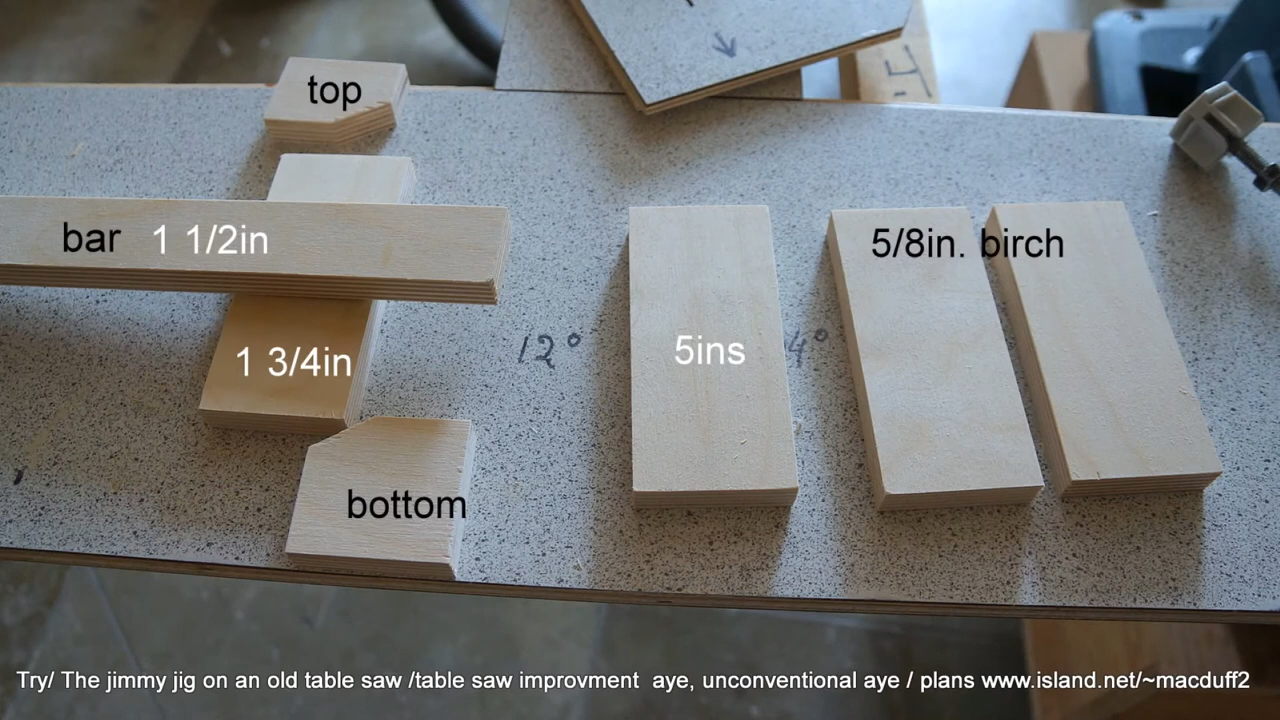 top
bar 1 1/2in
5/8in. birch
12°
5ins
4°
1 3/4in
bottom
Try/ The jimmy jig on an old table saw /table saw improvment aye, unconventional aye / plans www.island.net/~macduff2